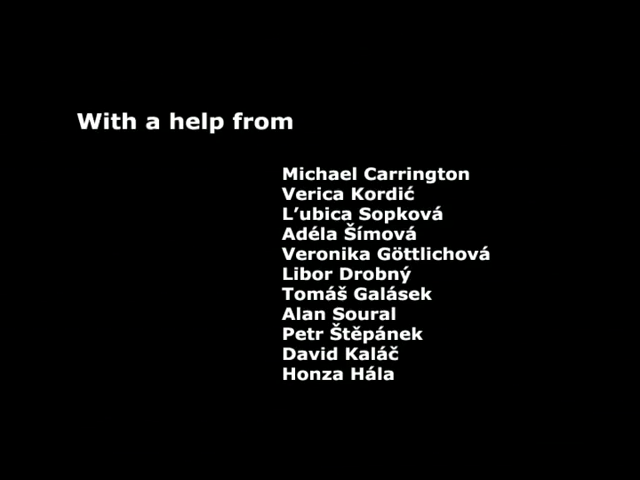 With a help from
Michael Carrington
Verica Kordić
L’ubica Sopková
Adéla Šímová
Veronika Göttlichová
Libor Drobný
Tomáš Galásek
Alan Soural
Petr Štěpánek
David Kaláč
Honza Hála